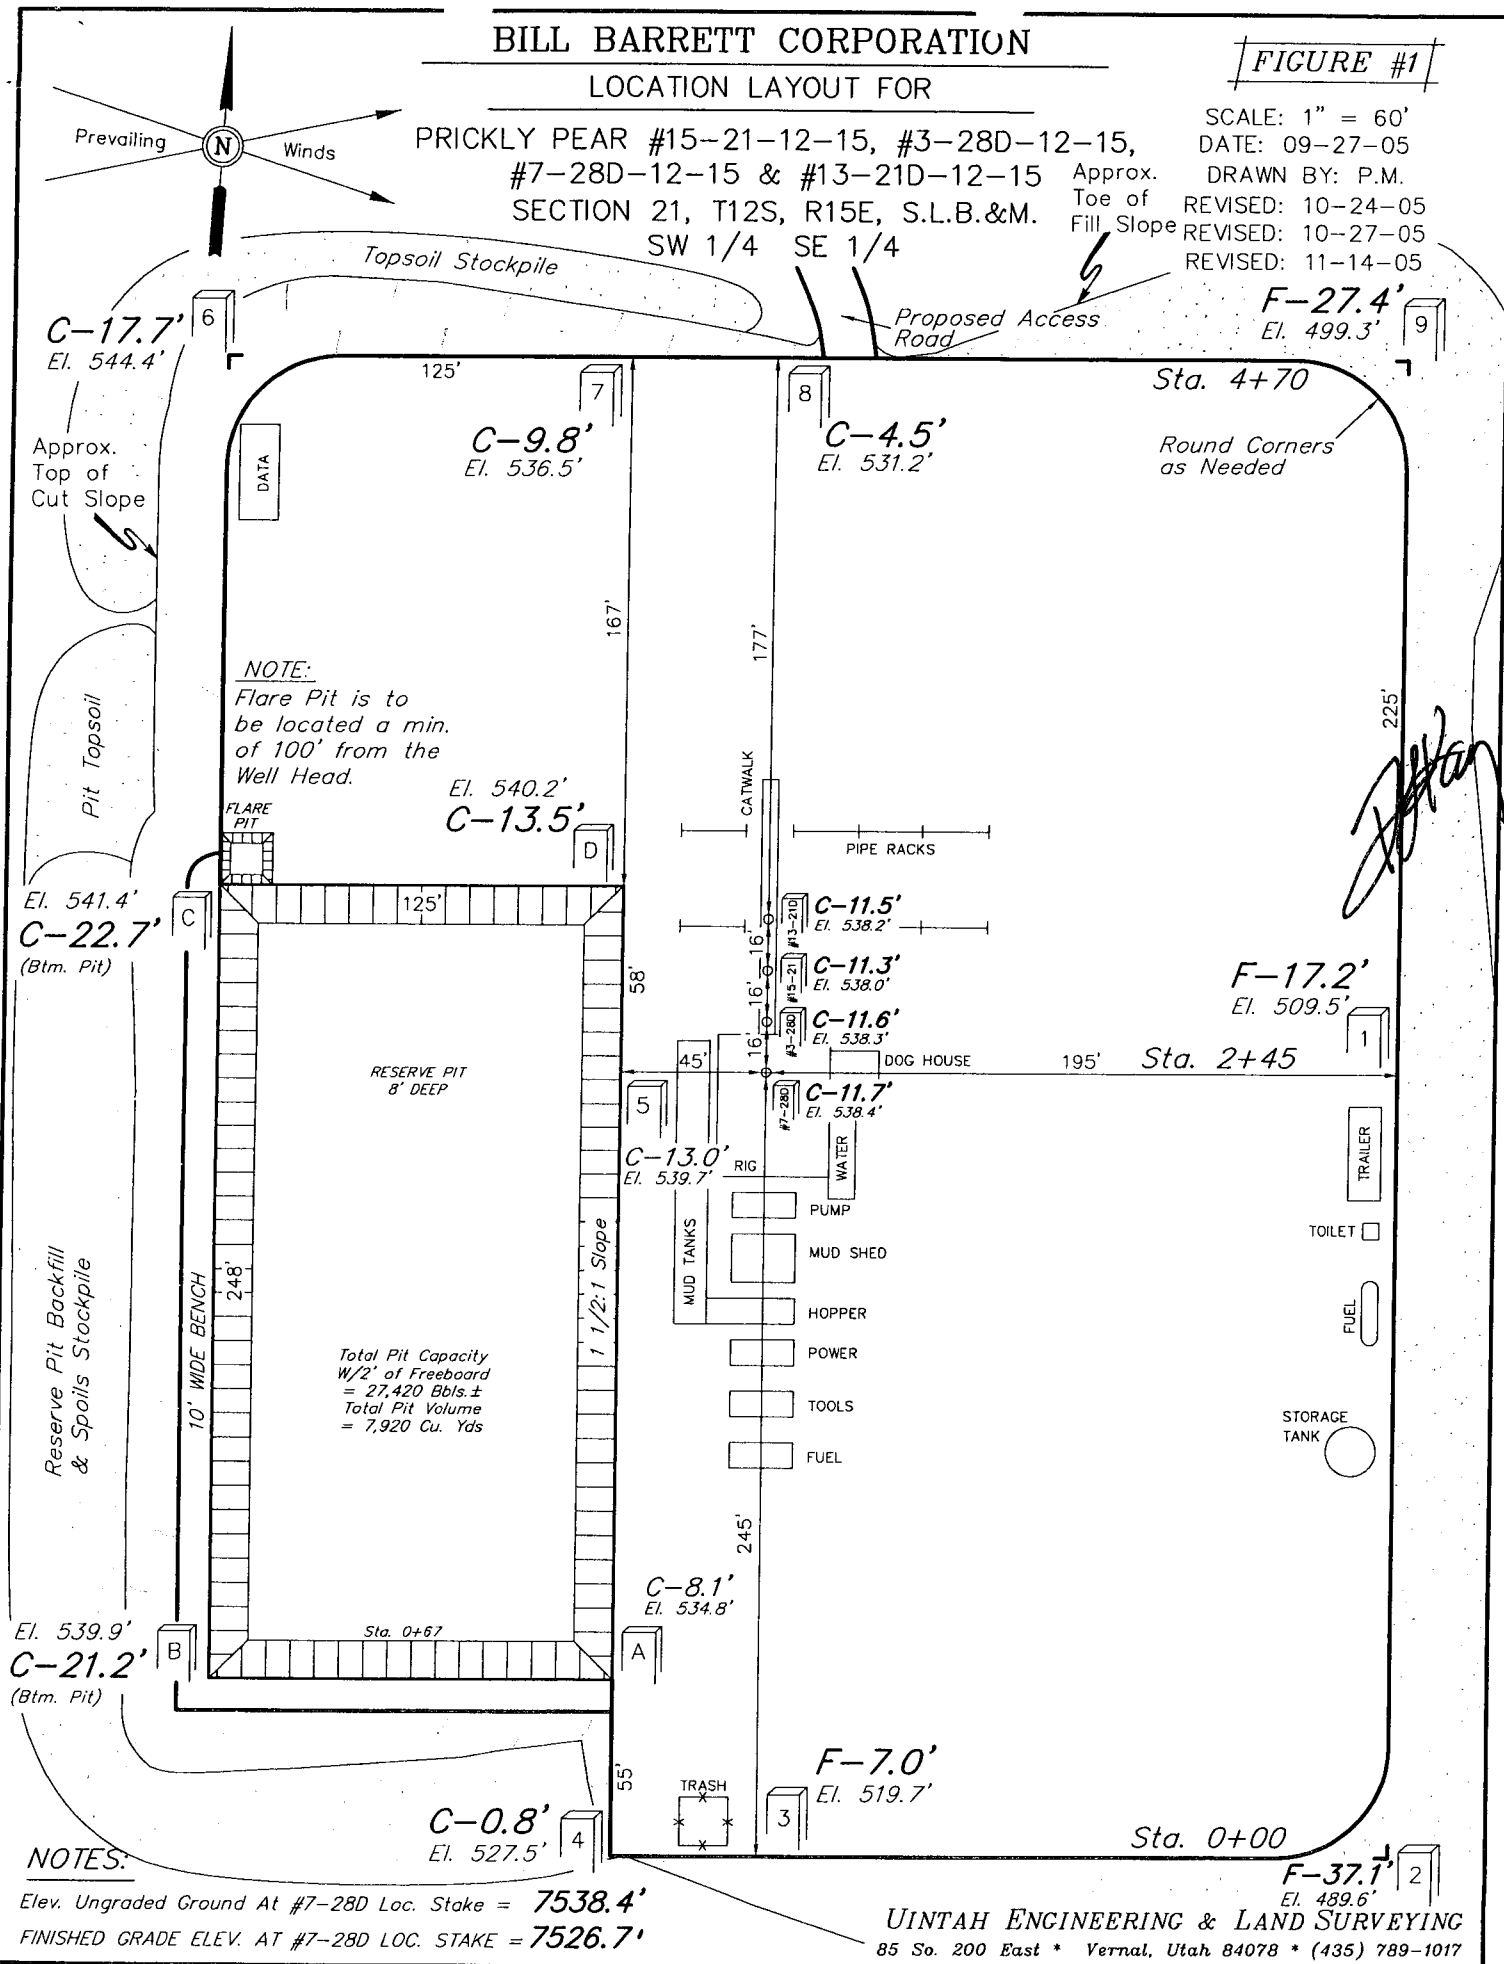 BILL BARRETT CORPORATION
LOCATION LAYOUT FOR
PRICKLY PEAR #15-21-12-15, #3-28D-12-15,
#7-28D-12-15 & #13-21D-12-15
SECTION 21, T12S, R15E, S.L.B.&M.
SW 1/4 SE 1/4
FIGURE #1
SCALE: 1" = 60'
DATE: 09-27-05
DRAWN BY: P.M.
REVISED: 10-24-05
REVISED: 10-27-05
REVISED: 11-14-05
Prevailing
N
Winds
Approx.
Toe of
Fill Slope
Topsoil Stockpile
Proposed Access
Road
C-17.7'
El. 544.4'
6
F-27.4'
El. 499.3'
9
125'
7
8
Sta. 4+70
C-9.8'
El. 536.5'
C-4.5'
El. 531.2'
Round Corners
as Needed
Approx.
Top of
Cut Slope
DATA
167'
177'
225'
NOTE:
Flare Pit is to
be located a min.
of 100' from the
Well Head.
Pit Topsoil
El. 540.2'
C-13.5'
D
FLARE
PIT
CATWALK
PIPE RACKS
El. 541.4'
C-22.7'
(Btm. Pit)
C
125'
58'
#13-21D
C-11.5'
El. 538.2'
16'
#15-21
C-11.3'
El. 538.0'
16'
#3-28D
C-11.6'
El. 538.3'
16'
F-17.2'
El. 509.5'
1
45'
DOG HOUSE
195'
Sta. 2+45
RESERVE PIT
8' DEEP
5
#7-28D
C-11.7'
El. 538.4'
C-13.0'
El. 539.7'
RIG
WATER
TRAILER
PUMP
MUD TANKS
MUD SHED
TOILET
HOPPER
FUEL
POWER
TOOLS
FUEL
STORAGE
TANK
Reserve Pit Backfill
& Spoils Stockpile
10' WIDE BENCH
248'
1 1/2:1 Slope
Total Pit Capacity
W/2' of Freeboard
= 27,420 Bbls.±
Total Pit Volume
= 7,920 Cu. Yds
245'
C-8.1'
El. 534.8'
Sta. 0+67
A
El. 539.9'
C-21.2'
(Btm. Pit)
B
55'
TRASH
F-7.0'
El. 519.7'
3
C-0.8'
El. 527.5'
4
Sta. 0+00
F-37.1'
El. 489.6'
2
NOTES:
Elev. Ungraded Ground At #7-28D Loc. Stake = 7538.4'
FINISHED GRADE ELEV. AT #7-28D LOC. STAKE = 7526.7'
UINTAH ENGINEERING & LAND SURVEYING
85 So. 200 East * Vernal, Utah 84078 * (435) 789-1017